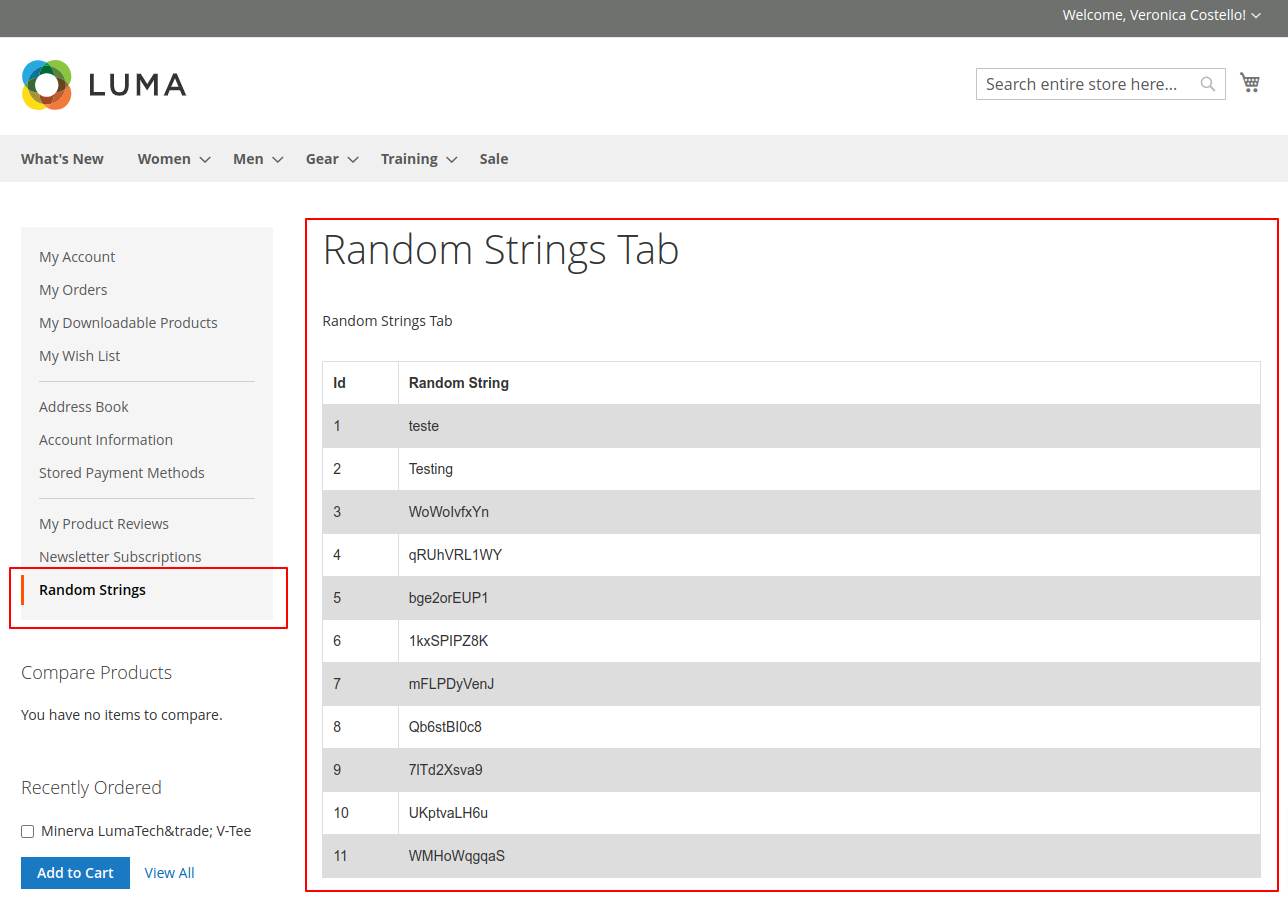 Welcome, Veronica Costello!
LUMA
Search entire store here...
What's New Women Men Gear Training Sale
My Account
My Orders
My Downloadable Products
My Wish List
Address Book
Account Information
Stored Payment Methods
My Product Reviews
Newsletter Subscriptions
Random Strings
Compare Products
You have no items to compare.
Recently Ordered
Minerva LumaTech&trade; V-Tee
Add to Cart View All
Random Strings Tab
Random Strings Tab
Id Random String
1 teste
2 Testing
3 WoWoIvfxYn
4 qRUhVRL1WY
5 bge2orEUP1
6 1kxSPIPZ8K
7 mFLPDyVenJ
8 Qb6stBI0c8
9 7ITd2Xsva9
10 UKptvaLH6u
11 WMHoWqgqaS